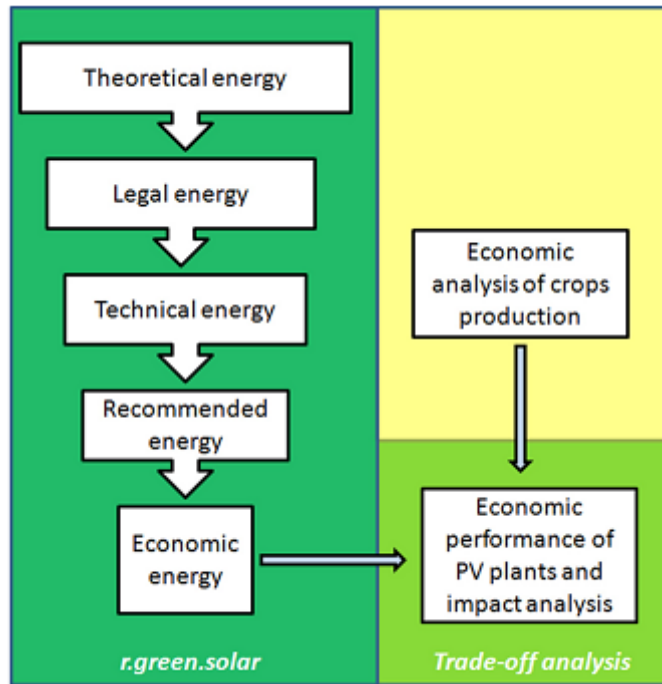 Theoretical energy
Legal energy
Technical energy
Recommended
energy
Economic
energy
r.green.solar
Economic
analysis of crops
production
Economic
performance of
PV plants and
impact analysis
Trade-off analysis